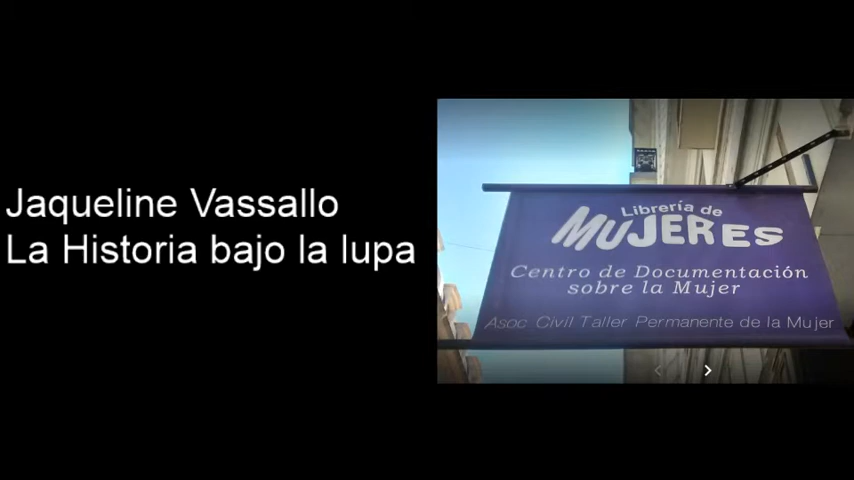 Jaqueline Vassallo
La Historia bajo la lupa
Librería de
MUJERES
Centro de Documentación
sobre la Mujer
Asoc Civil Taller Permanente de la Mujer